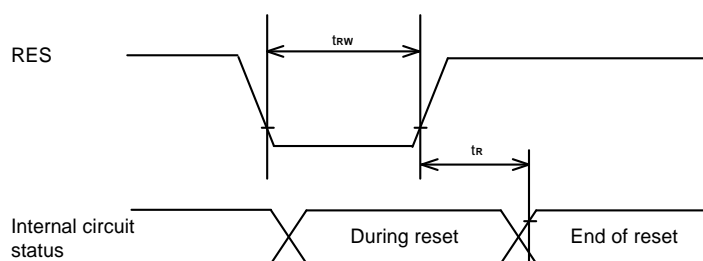 tRW
RES
tR
Internal circuit
status
During reset
End of reset